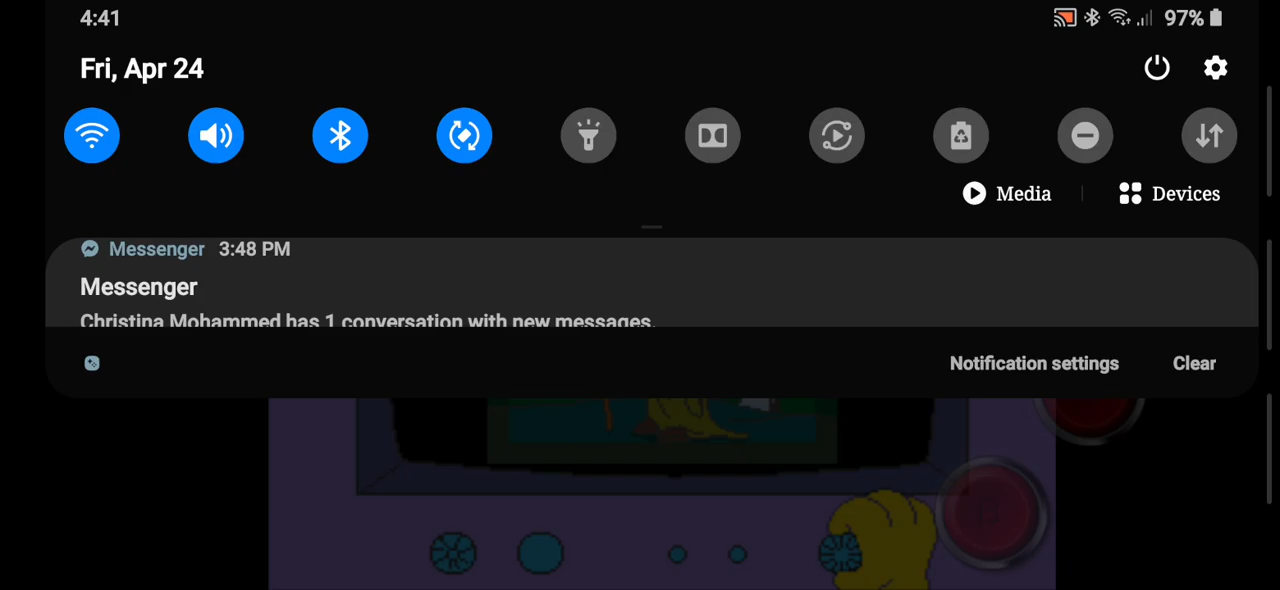 4:41
97%
Fri, Apr 24
Media
Devices
Messenger 3:48 PM
Messenger
Christina Mohammed has 1 conversation with new messages.
Notification settings
Clear